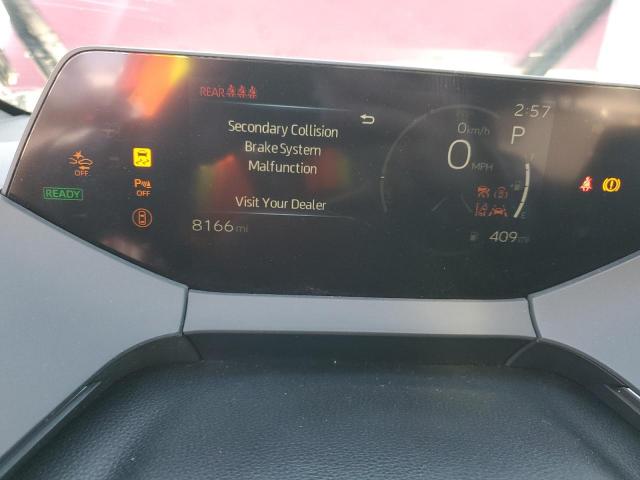 REAR
2:57
Secondary Collision
Brake System
Malfunction
0 km/h
P
0 MPH
OFF
P OFF
READY
Visit Your Dealer
8166 mi
409
E